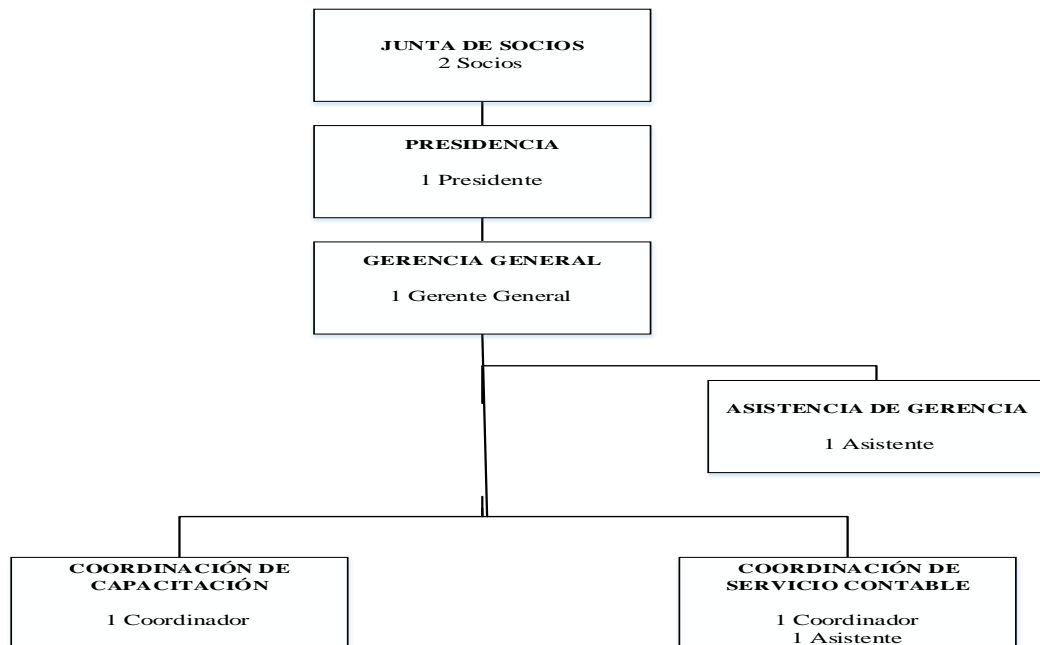 JUNTA DE SOCIOS
2 Socios
PRESIDENCIA
1 Presidente
GERENCIA GENERAL
1 Gerente General
ASISTENCIA DE GERENCIA
1 Asistente
COORDINACIÓN DE
CAPACITACIÓN
1 Coordinador
COORDINACIÓN DE
SERVICIO CONTABLE
1 Coordinador
1 Asistente